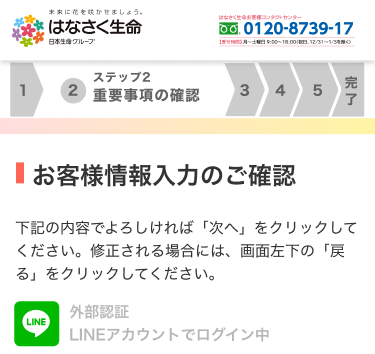 未来に花を咲かせましょう。
はなさく生命
日本生命グループ
はなさく生命お客様コンタクトセンター
0120-8739-17
【受付時間】月〜土曜日 9:00〜18:00(祝日、12/31〜1/3を除く)
1
2
ステップ2
重要事項の確認
3
4
5
完了
お客様情報入力のご確認
下記の内容でよろしければ「次へ」をクリックして
ください。修正される場合には、画面左下の「戻
る」をクリックしてください。
LINE
外部認証
LINEアカウントでログイン中